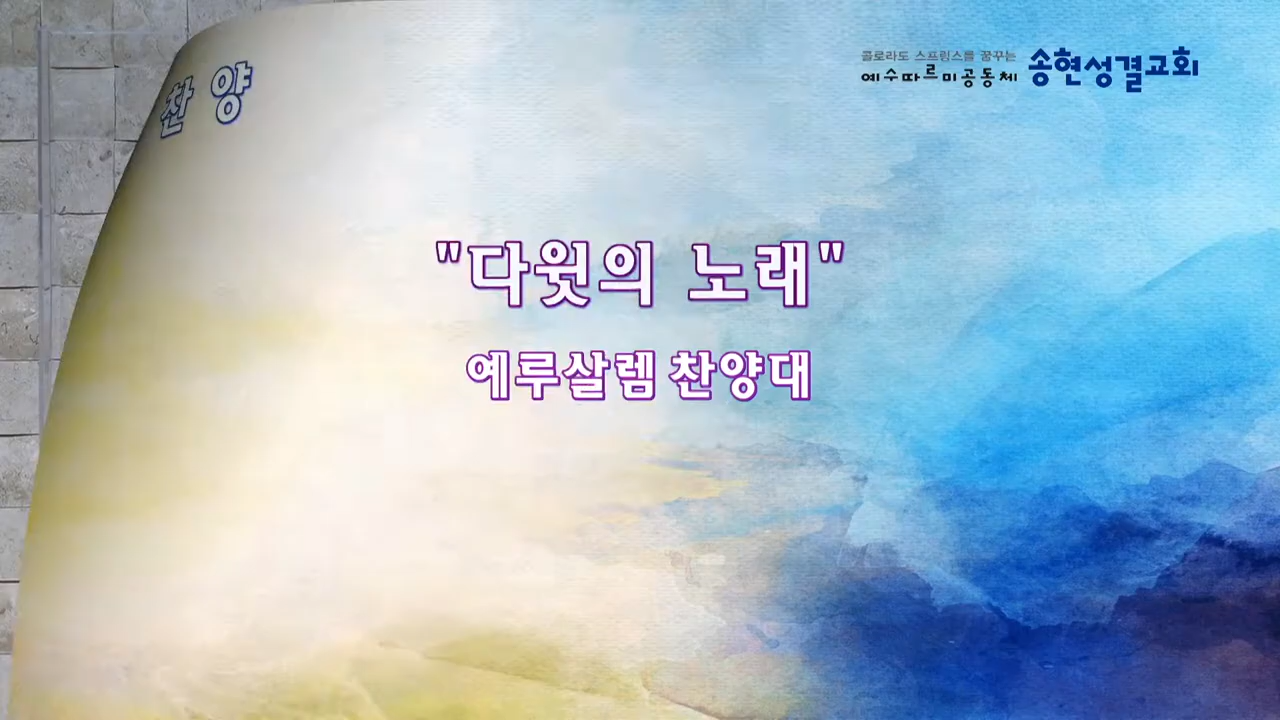 찬양
콜로라도 스프링스를 꿈꾸는
예수따르미공동체 송현성결교회
"다윗의 노래"
예루살렘 찬양대